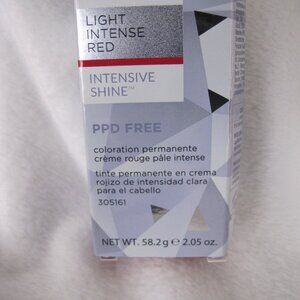 LIGHT
INTENSE
RED
INTENSIVE
SHINE™
PPD FREE
coloration permanente
crème rouge pâle intense
tinte permanente en crema
rojizo de intensidad clara
para el cabello
305161
NET WT. 58.2 g e 2.05 oz.